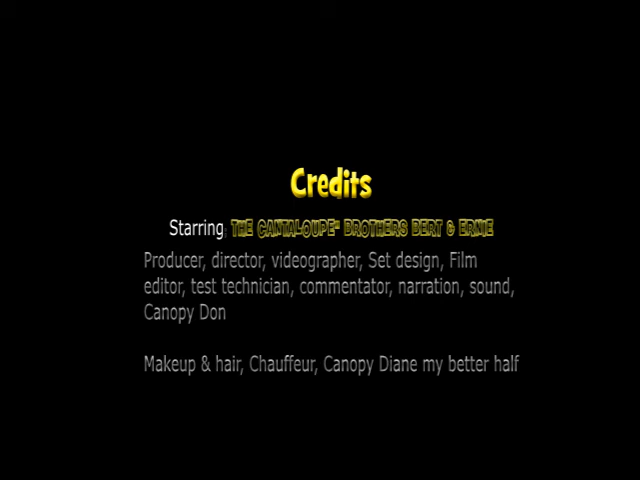 Credits
Starring: THE CANTALOUPE" BROTHERS BERT & ERNIE
Producer, director, videographer, Set design, Film
editor, test technician, commentator, narration, sound,
Canopy Don
Makeup & hair, Chauffeur, Canopy Diane my better half